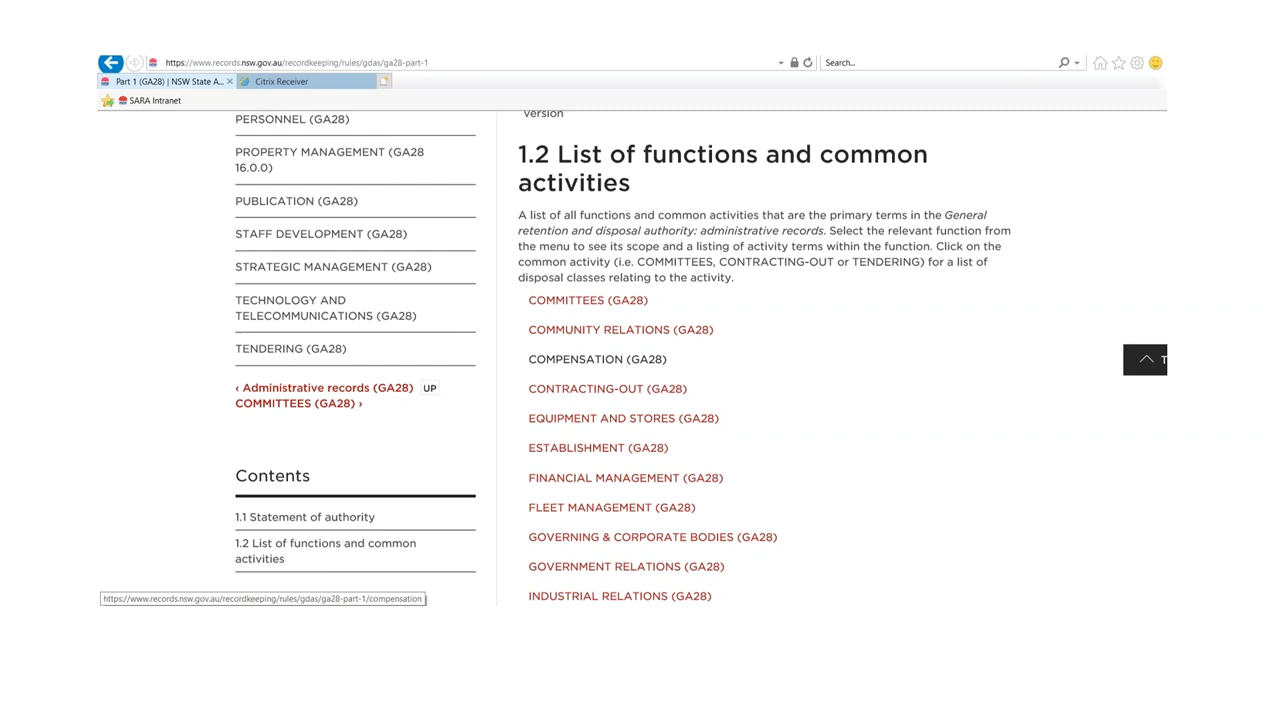 https://www.records.nsw.gov.au/recordkeeping/rules/gdas/ga28-part-1
Search...
Part 1 (GA28) | NSW State A...
Citrix Receiver
SARA Intranet
PERSONNEL (GA28)
PROPERTY MANAGEMENT (GA28
16.0.0)
PUBLICATION (GA28)
STAFF DEVELOPMENT (GA28)
STRATEGIC MANAGEMENT (GA28)
TECHNOLOGY AND
TELECOMMUNICATIONS (GA28)
TENDERING (GA28)
‹ Administrative records (GA28) UP
COMMITTEES (GA28) ›
Contents
1.1 Statement of authority
1.2 List of functions and common
activities
https://www.records.nsw.gov.au/recordkeeping/rules/gdas/ga28-part-1/compensation
version
1.2 List of functions and common
activities
A list of all functions and common activities that are the primary terms in the General
retention and disposal authority: administrative records. Select the relevant function from
the menu to see its scope and a listing of activity terms within the function. Click on the
common activity (i.e. COMMITTEES, CONTRACTING-OUT or TENDERING) for a list of
disposal classes relating to the activity.
COMMITTEES (GA28)
COMMUNITY RELATIONS (GA28)
COMPENSATION (GA28)
CONTRACTING-OUT (GA28)
EQUIPMENT AND STORES (GA28)
ESTABLISHMENT (GA28)
FINANCIAL MANAGEMENT (GA28)
FLEET MANAGEMENT (GA28)
GOVERNING & CORPORATE BODIES (GA28)
GOVERNMENT RELATIONS (GA28)
INDUSTRIAL RELATIONS (GA28)
T